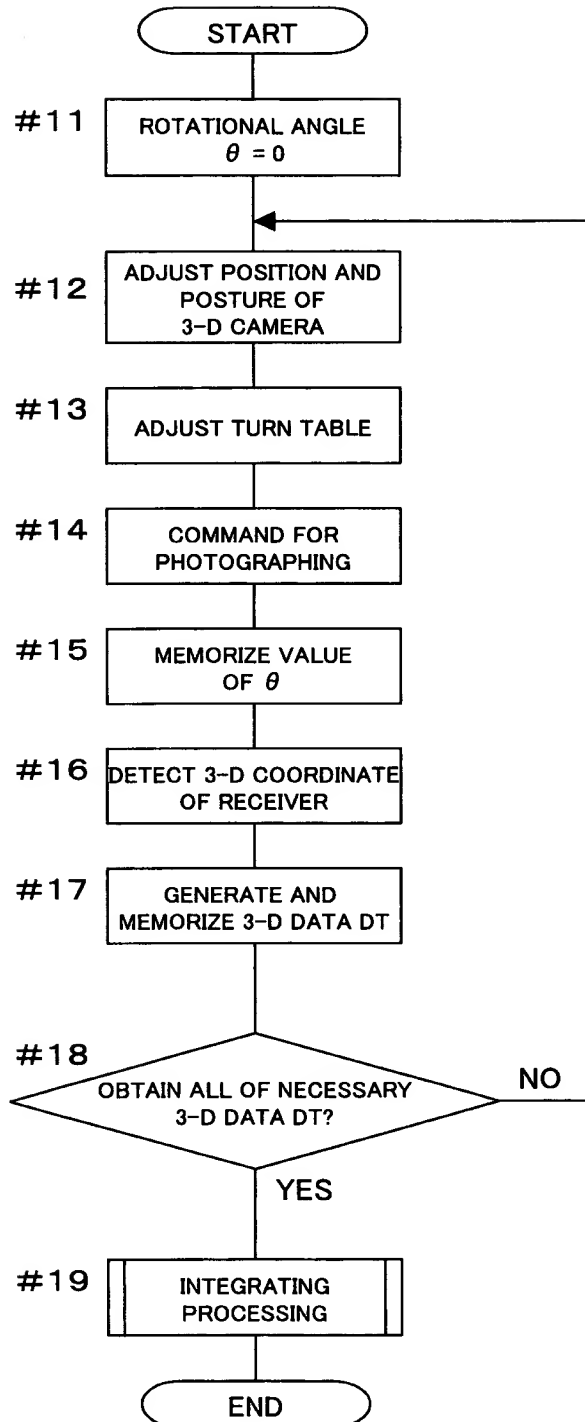 START
#11
ROTATIONAL ANGLE
θ = 0
#12
ADJUST POSITION AND
POSTURE OF
3-D CAMERA
#13
ADJUST TURN TABLE
#14
COMMAND FOR
PHOTOGRAPHING
#15
MEMORIZE VALUE
OF θ
#16
DETECT 3-D COORDINATE
OF RECEIVER
#17
GENERATE AND
MEMORIZE 3-D DATA DT
#18
OBTAIN ALL OF NECESSARY
3-D DATA DT?
NO
YES
#19
INTEGRATING
PROCESSING
END